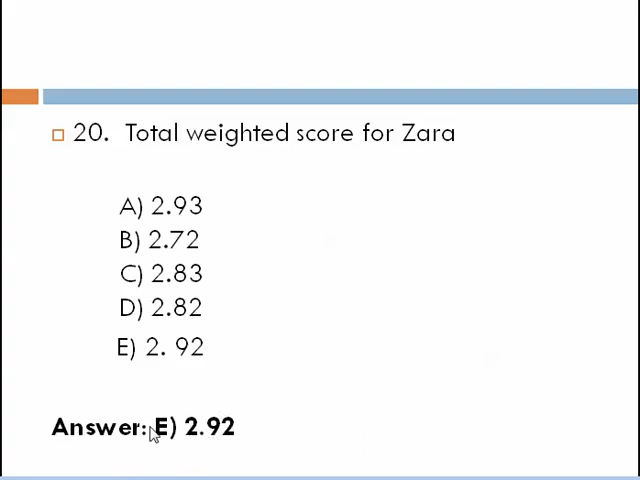 20. Total weighted score for Zara
A) 2.93
B) 2.72
C) 2.83
D) 2.82
E) 2. 92
Answer: E) 2.92